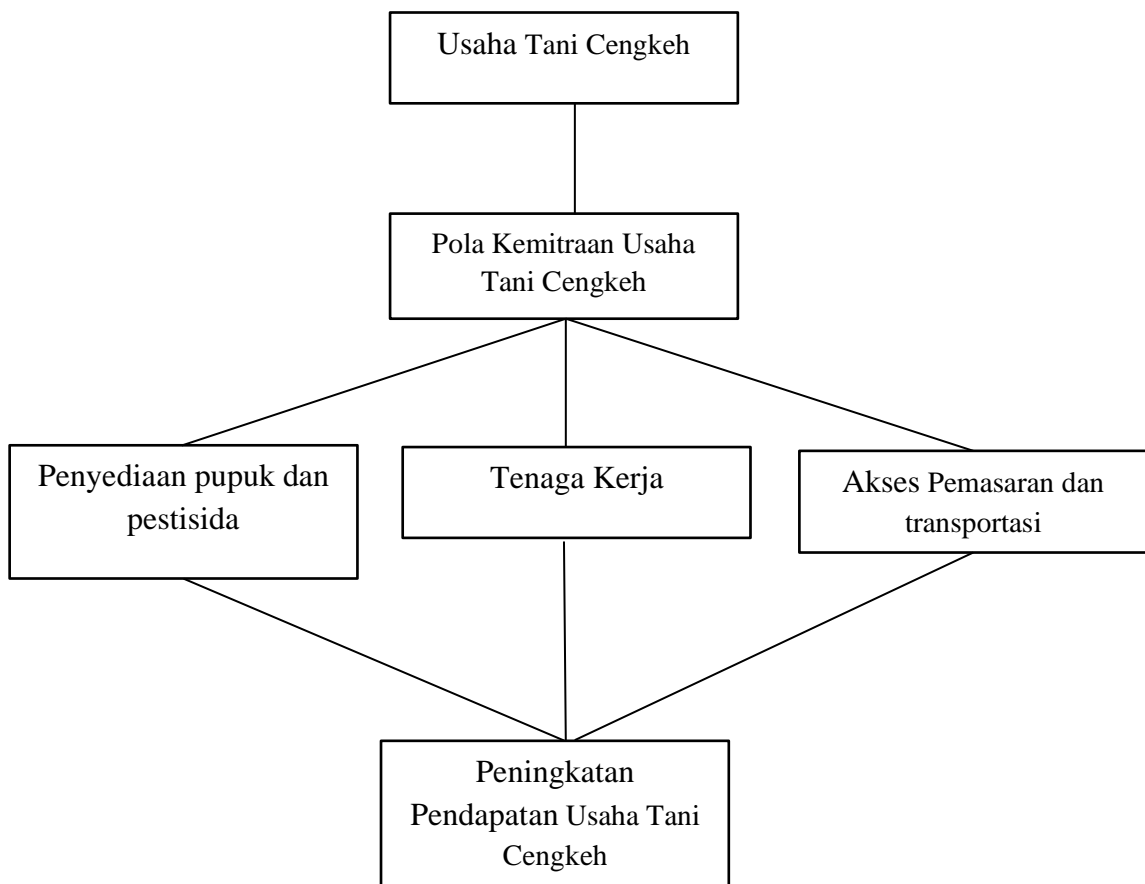 Usaha Tani Cengkeh
Pola Kemitraan Usaha
Tani Cengkeh
Penyediaan pupuk dan
pestisida
Tenaga Kerja
Akses Pemasaran dan
transportasi
Peningkatan
Pendapatan Usaha Tani
Cengkeh